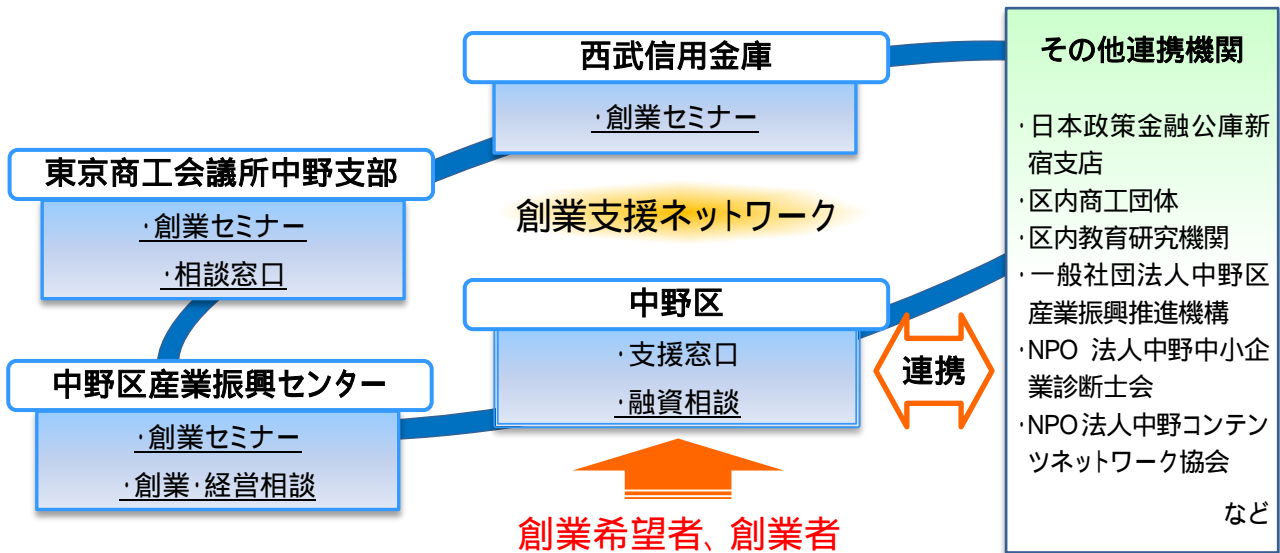 西武信用金庫
・創業セミナー
東京商工会議所中野支部
・創業セミナー
・相談窓口
創業支援ネットワーク
中野区
・支援窓口
・融資相談
中野区産業振興センター
・創業セミナー
・創業・経営相談
連携
創業希望者、創業者
その他連携機関
・日本政策金融公庫新
宿支店
・区内商工団体
・区内教育研究機関
・一般社団法人中野区
産業振興推進機構
・NPO 法人中野中小企
業診断士会
・NPO法人中野コンテン
ツネットワーク協会
など